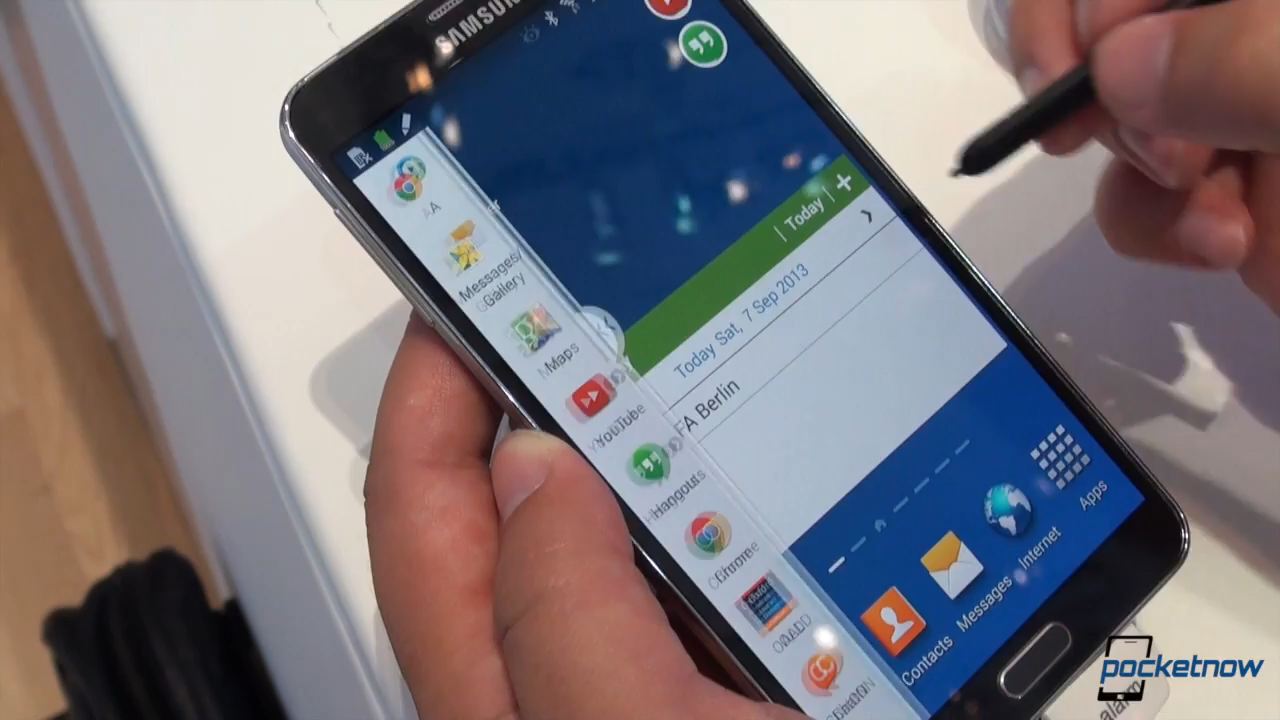 SAMSUNG
Today
Today Sat, 7 Sep 2013
FA Berlin
Messages/
Gallery
Maps
YouTube
Hangouts
Chrome
ChatON
Contacts
Messages
Internet
Apps
pocketnow